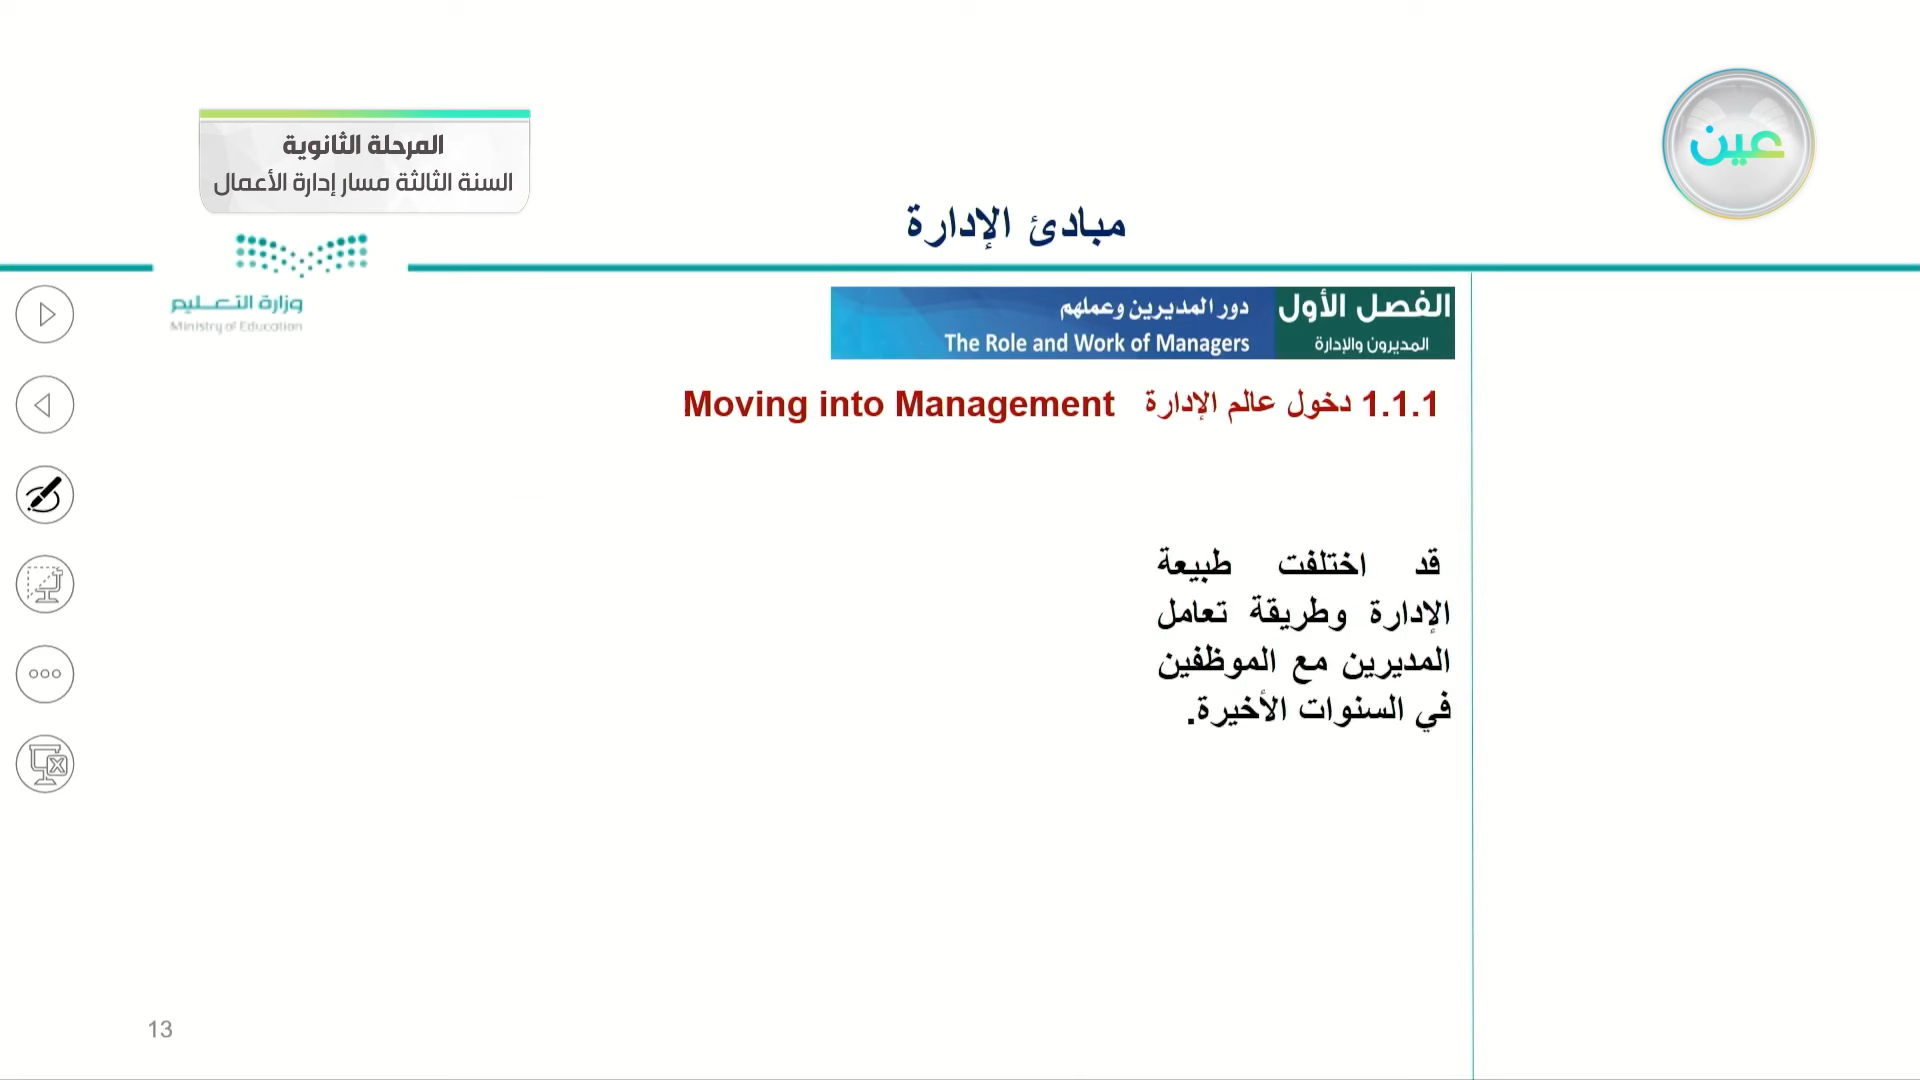 المرحلة الثانوية
السنة الثالثة مسار إدارة الأعمال
عين
مبادئ الإدارة
وزارة التعليم
Ministry of Education
الفصل الأول
المديرون والإدارة
دور المديرين وعملهم
The Role and Work of Managers
1.1.1 دخول عالم الإدارة Moving into Management
قد اختلفت طبيعة
الإدارة وطريقة تعامل
المديرين مع الموظفين
في السنوات الأخيرة.
13